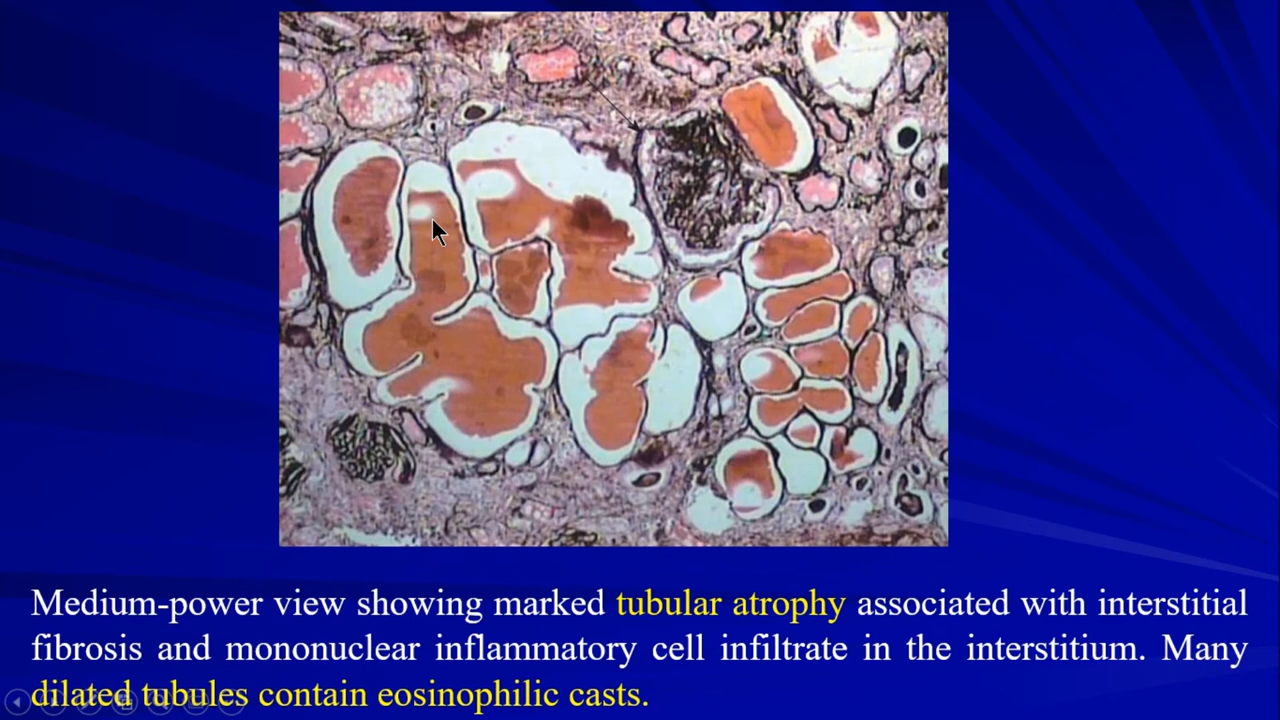 Medium-power view showing marked tubular atrophy associated with interstitial
fibrosis and mononuclear inflammatory cell infiltrate in the interstitium. Many
dilated tubules contain eosinophilic casts.